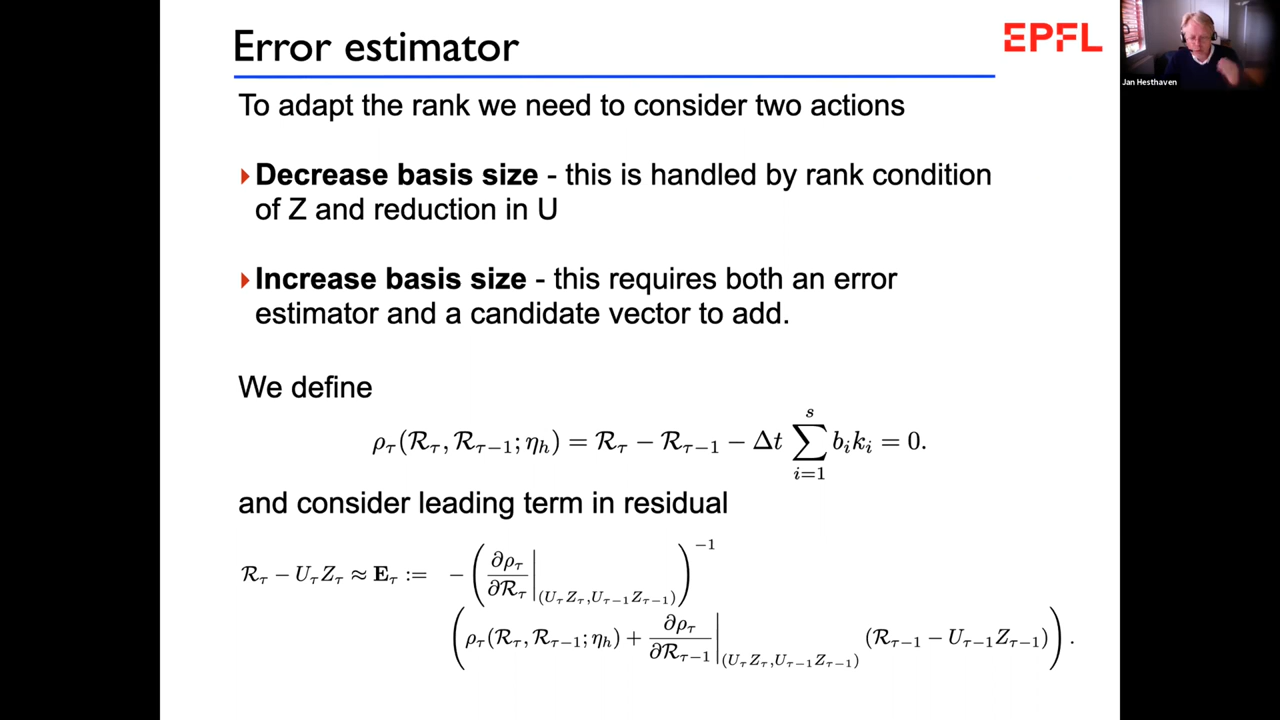 Error estimator
EPFL
Jan Hesthaven
To adapt the rank we need to consider two actions
Decrease basis size - this is handled by rank condition
of Z and reduction in U
Increase basis size - this requires both an error
estimator and a candidate vector to add.
We define
ρ_τ(R_τ, R_{τ−1}; η_h) = R_τ − R_{τ−1} − Δt ∑_{i=1}^{s} b_i k_i = 0.
and consider leading term in residual
R_τ − U_τ Z_τ ≈ E_τ := −(∂ρ_τ/∂R_τ |_{(U_τ Z_τ, U_{τ−1} Z_{τ−1})})^{−1}
(ρ_τ(R_τ, R_{τ−1}; η_h) + ∂ρ_τ/∂R_{τ−1} |_{(U_τ Z_τ, U_{τ−1} Z_{τ−1})} (R_{τ−1} − U_{τ−1} Z_{τ−1})).